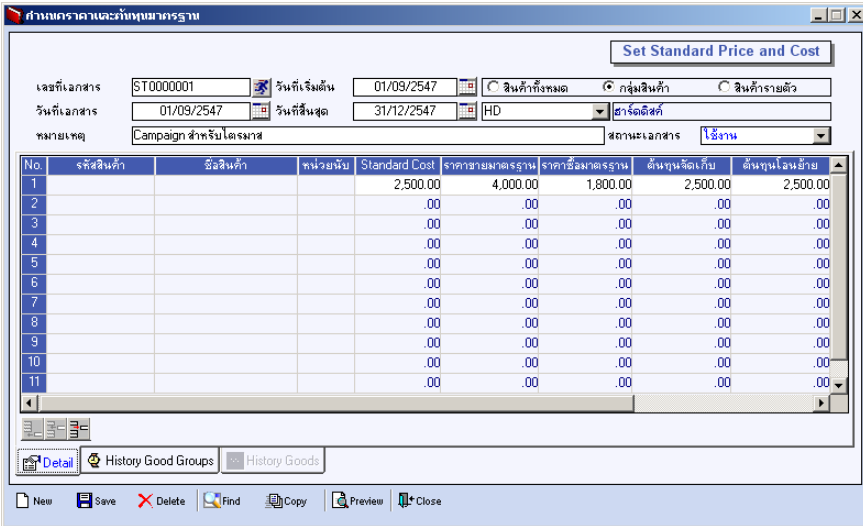 กำหนดราคาและต้นทุนมาตรฐาน
Set Standard Price and Cost
เลขที่เอกสาร ST0000001 วันที่เริ่มต้น 01/09/2547 สินค้าทั้งหมด กลุ่มสินค้า สินค้ารายตัว
วันที่เอกสาร 01/09/2547 วันที่สิ้นสุด 31/12/2547 HD ฮาร์ดดิสค์
หมายเหตุ Campaign สำหรับไตรมาส สถานะเอกสาร ใช้งาน
No. รหัสสินค้า ชื่อสินค้า หน่วยนับ Standard Cost ราคาขายมาตรฐาน ราคาซื้อมาตรฐาน ต้นทุนจัดเก็บ ต้นทุนโอนย้าย
1 2,500.00 4,000.00 1,800.00 2,500.00 2,500.00
2 .00 .00 .00 .00 .00
3 .00 .00 .00 .00 .00
4 .00 .00 .00 .00 .00
5 .00 .00 .00 .00 .00
6 .00 .00 .00 .00 .00
7 .00 .00 .00 .00 .00
8 .00 .00 .00 .00 .00
9 .00 .00 .00 .00 .00
10 .00 .00 .00 .00 .00
11 .00 .00 .00 .00 .00
Detail History Good Groups History Goods
New Save Delete Find Copy Preview Close